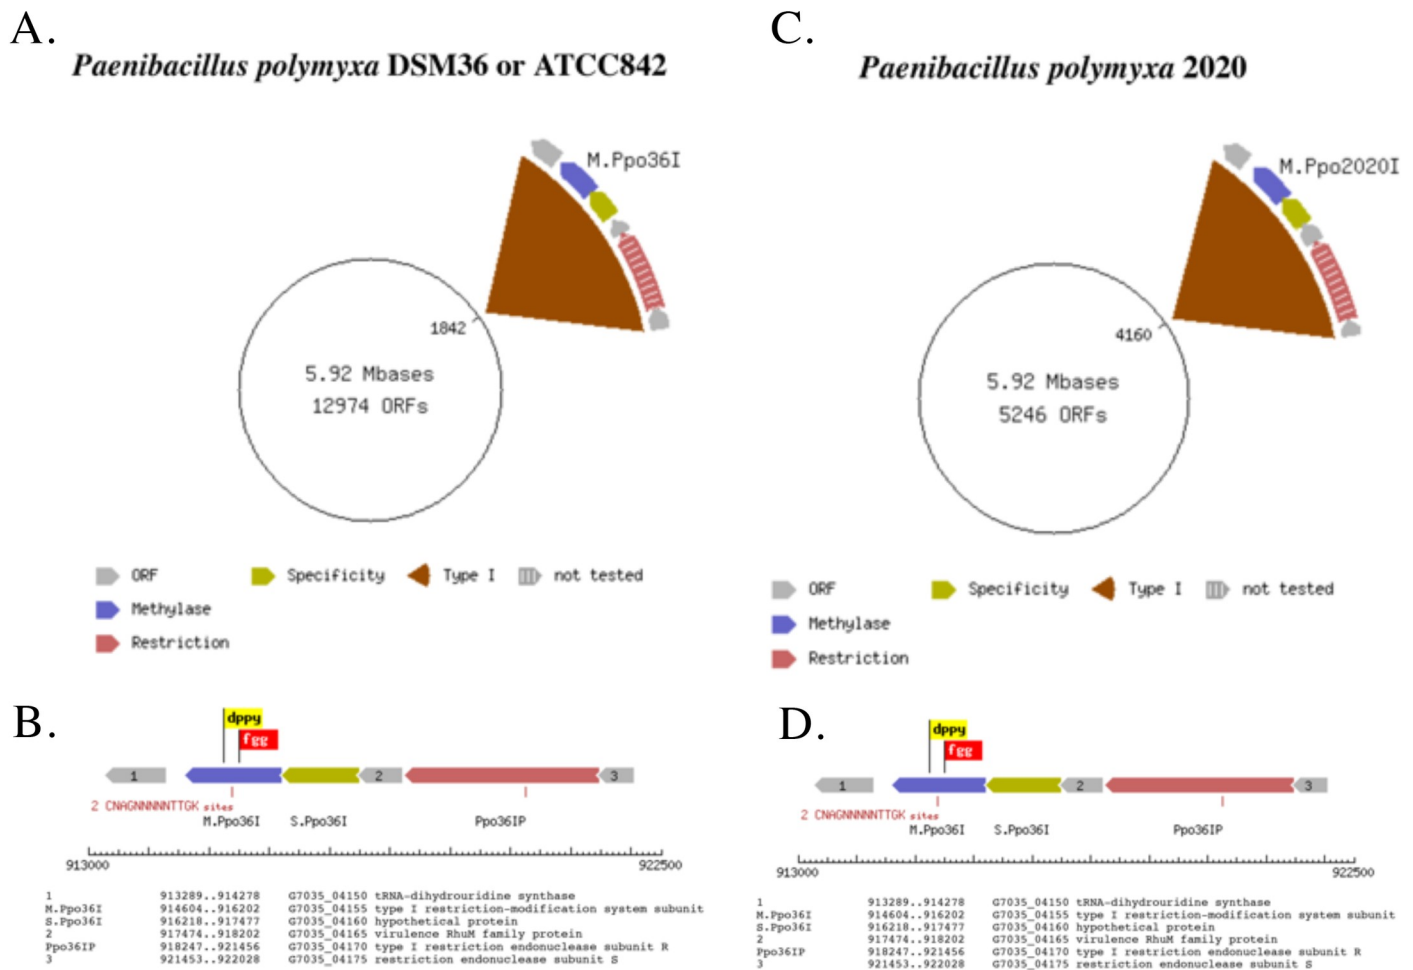 A.
Paenibacillus polymyxa DSM36 or ATCC842
M.Ppo36I
1842
5.92 Mbases
12974 ORFs
ORF
Specificity
Type I
not tested
Methylase
Restriction
B.
dppy
fgg
1
2
3
2 CNAGNNNNNTTGK sites
M.Ppo36I
S.Ppo36I
Ppo36IP
913000
922500
1 913289..914278 G7035_04150 tRNA-dihydrouridine synthase
M.Ppo36I 914604..916202 G7035_04155 type I restriction-modification system subunit
S.Ppo36I 916218..917477 G7035_04160 hypothetical protein
2 917474..918202 G7035_04165 virulence RhuM family protein
Ppo36IP 918247..921456 G7035_04170 type I restriction endonuclease subunit R
3 921453..922028 G7035_04175 restriction endonuclease subunit S
C.
Paenibacillus polymyxa 2020
M.Ppo2020I
4160
5.92 Mbases
5246 ORFs
ORF
Specificity
Type I
not tested
Methylase
Restriction
D.
dppy
fgg
1
2
3
2 CNAGNNNNNTTGK sites
M.Ppo36I
S.Ppo36I
Ppo36IP
913000
922500
1 913289..914278 G7035_04150 tRNA-dihydrouridine synthase
M.Ppo36I 914604..916202 G7035_04155 type I restriction-modification system subunit
S.Ppo36I 916218..917477 G7035_04160 hypothetical protein
2 917474..918202 G7035_04165 virulence RhuM family protein
Ppo36IP 918247..921456 G7035_04170 type I restriction endonuclease subunit R
3 921453..922028 G7035_04175 restriction endonuclease subunit S